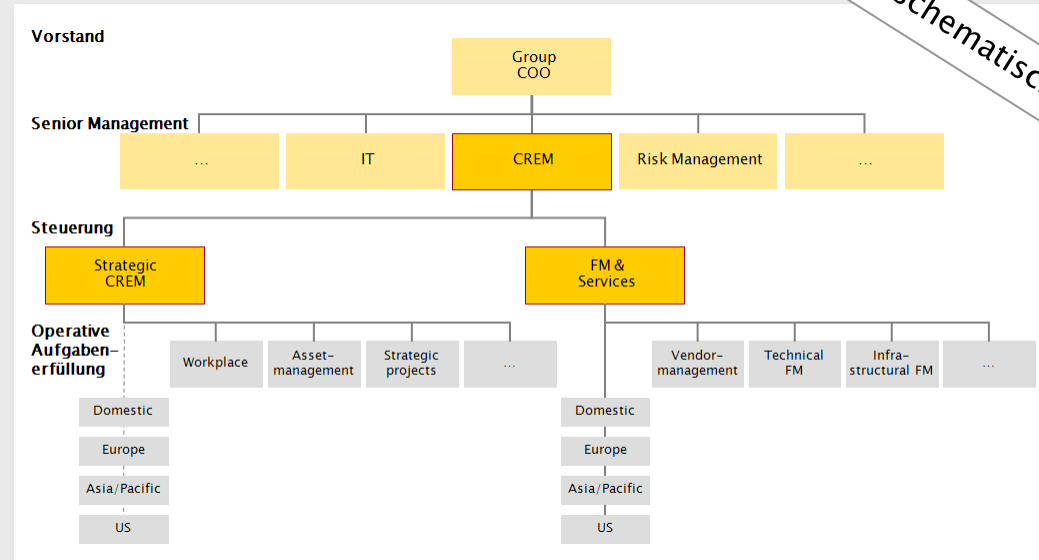 schematisc
Vorstand
Group
COO
Senior Management
...
IT
CREM
Risk Management
...
Steuerung
Strategic
CREM
FM &
Services
Operative
Aufgaben-
erfüllung
Workplace
Asset-
management
Strategic
projects
...
Vendor-
management
Technical
FM
Infra-
structural FM
...
Domestic
Europe
Asia/Pacific
US
Domestic
Europe
Asia/Pacific
US